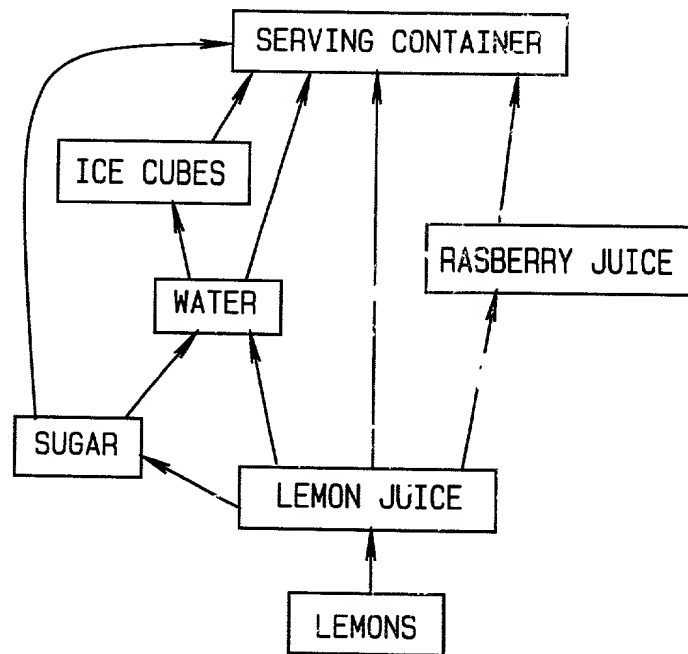 SERVING CONTAINER
ICE CUBES
RASBERRY JUICE
WATER
SUGAR
LEMON JUICE
LEMONS